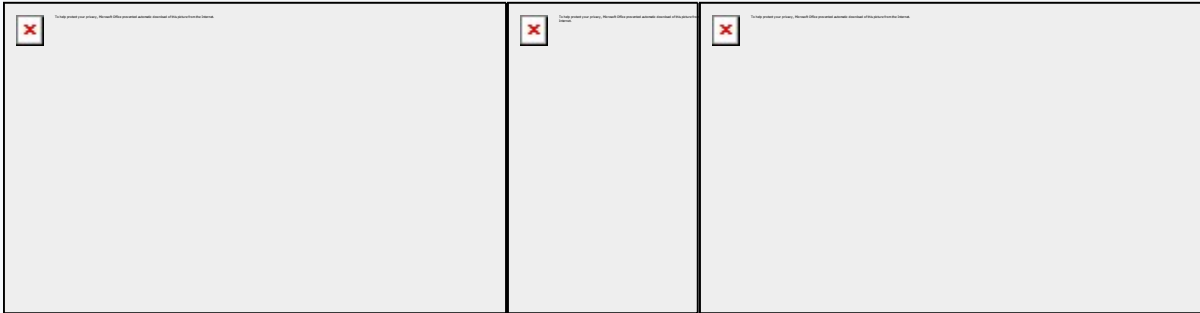 To help protect your privacy, Microsoft Office prevented automatic download of this picture from the Internet.
To help protect your privacy, Microsoft Office prevented automatic download of this picture from the
Internet.
To help protect your privacy, Microsoft Office prevented automatic download of this picture from the Internet.